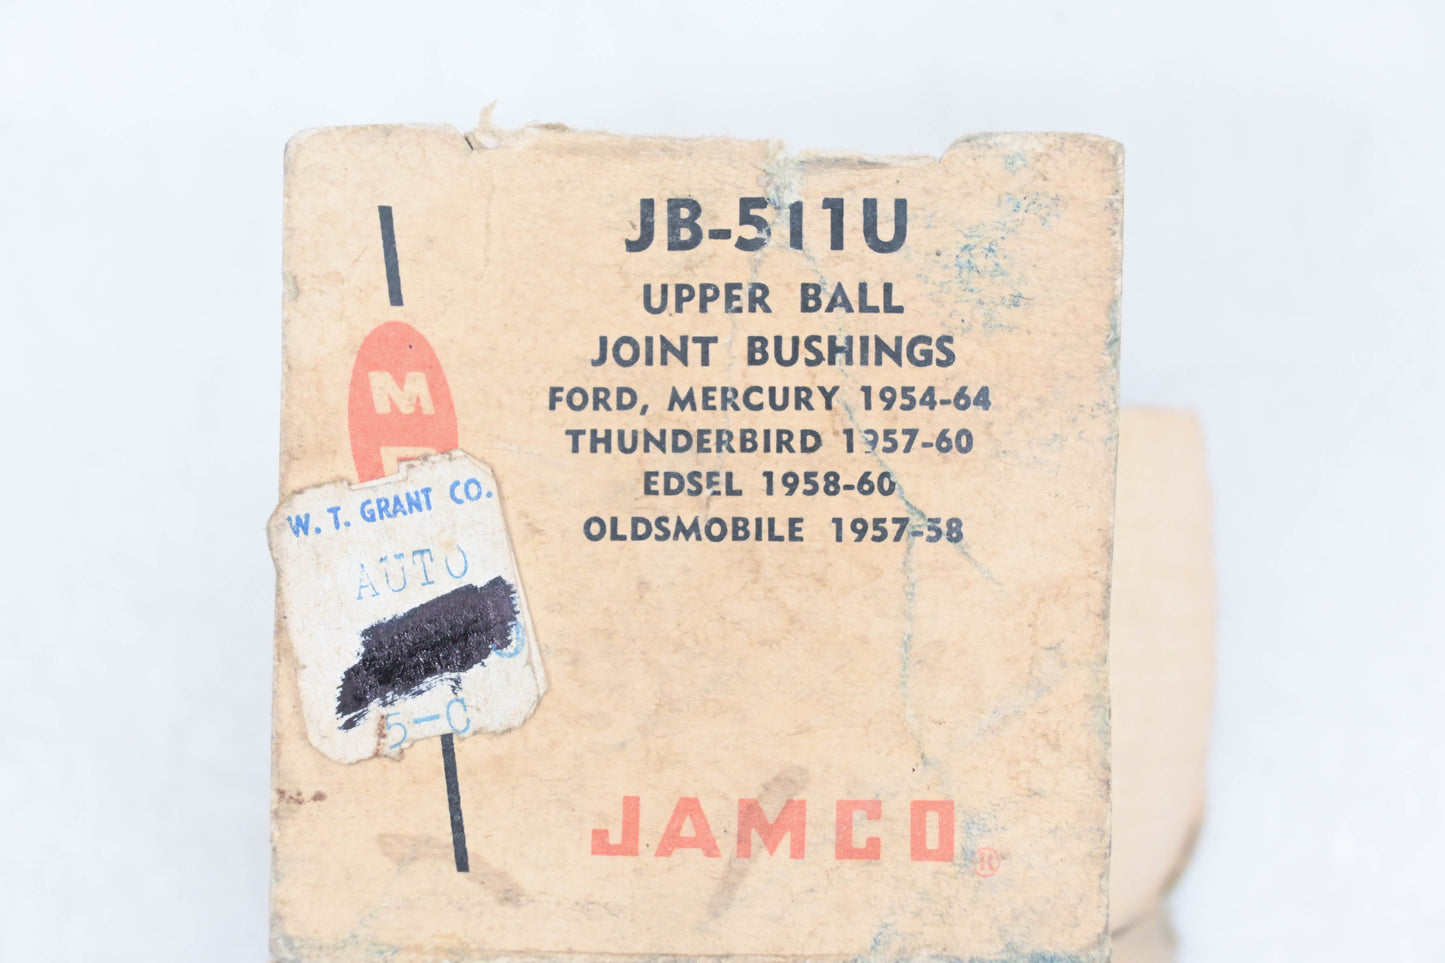 JB-511U
UPPER BALL
JOINT BUSHINGS
FORD, MERCURY 1954-64
THUNDERBIRD 1957-60
EDSEL 1958-60
OLDSMOBILE 1957-58
M
W. T. GRANT CO.
AUTO
5-C
JAMCO ®